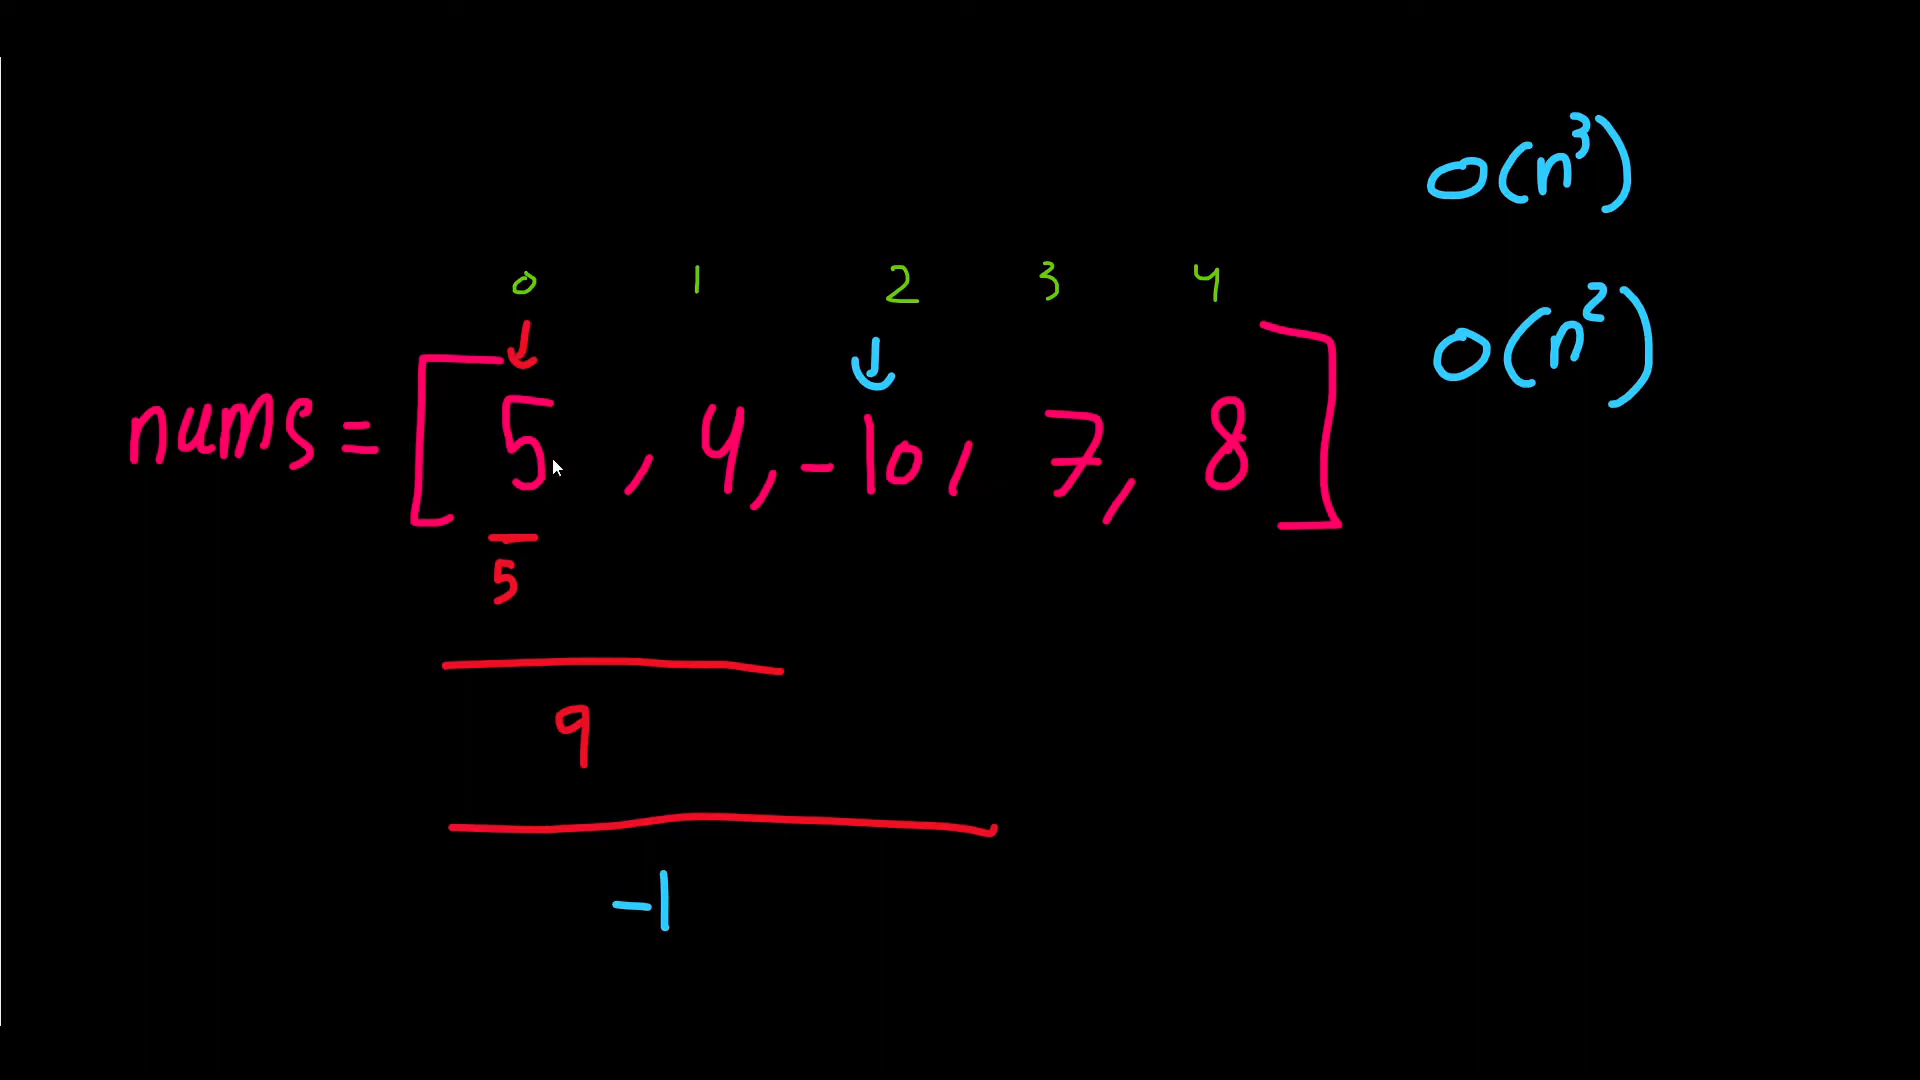 O(n³)
0 1 2 3 4
O(n²)
nums = [5, 4, -10, 7, 8]
5
9
-1